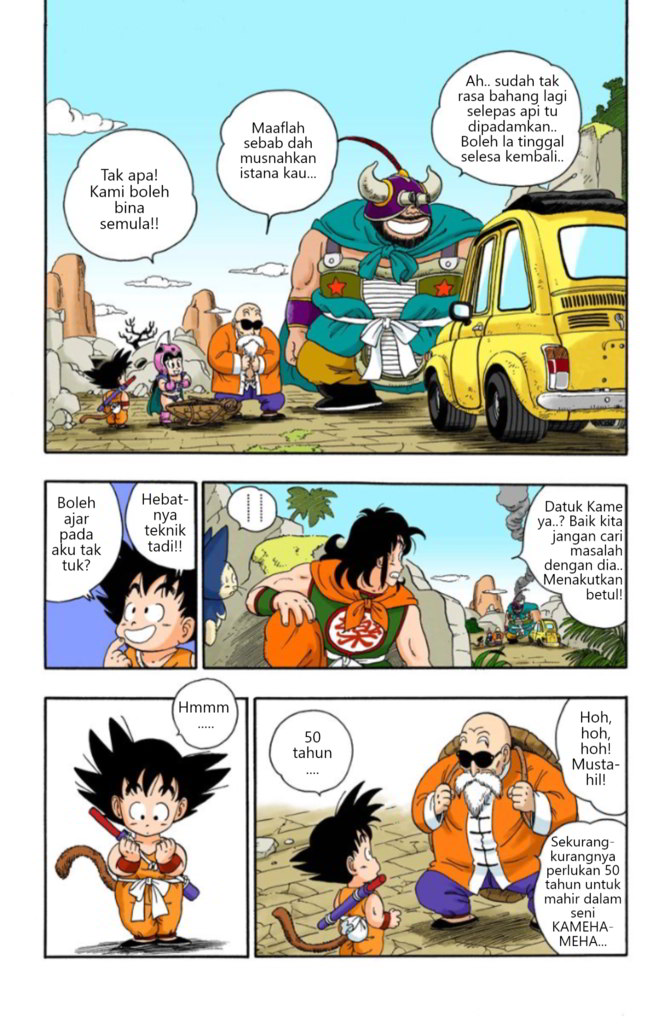 Ah.. sudah tak
rasa bahang lagi
selepas api tu
dipadamkan..
Boleh la tinggal
selesa kembali..
Maaflah
sebab dah
musnahkan
istana kau...
Tak apa!
Kami boleh
bina
semula!!
Datuk Kame
ya..? Baik kita
jangan cari
masalah
dengan dia..
Menakutkan
betul!
樂
Hebat-
nya
teknik
tadi!!
Boleh
ajar
pada
aku tak
tuk?
Hoh,
hoh,
hoh!
Musta-
hil!
Sekurang-
kurangnya
perlukan 50
tahun untuk
mahir dalam
seni
KAMEHA-
MEHA...
50
tahun
....
Hmmm
.....